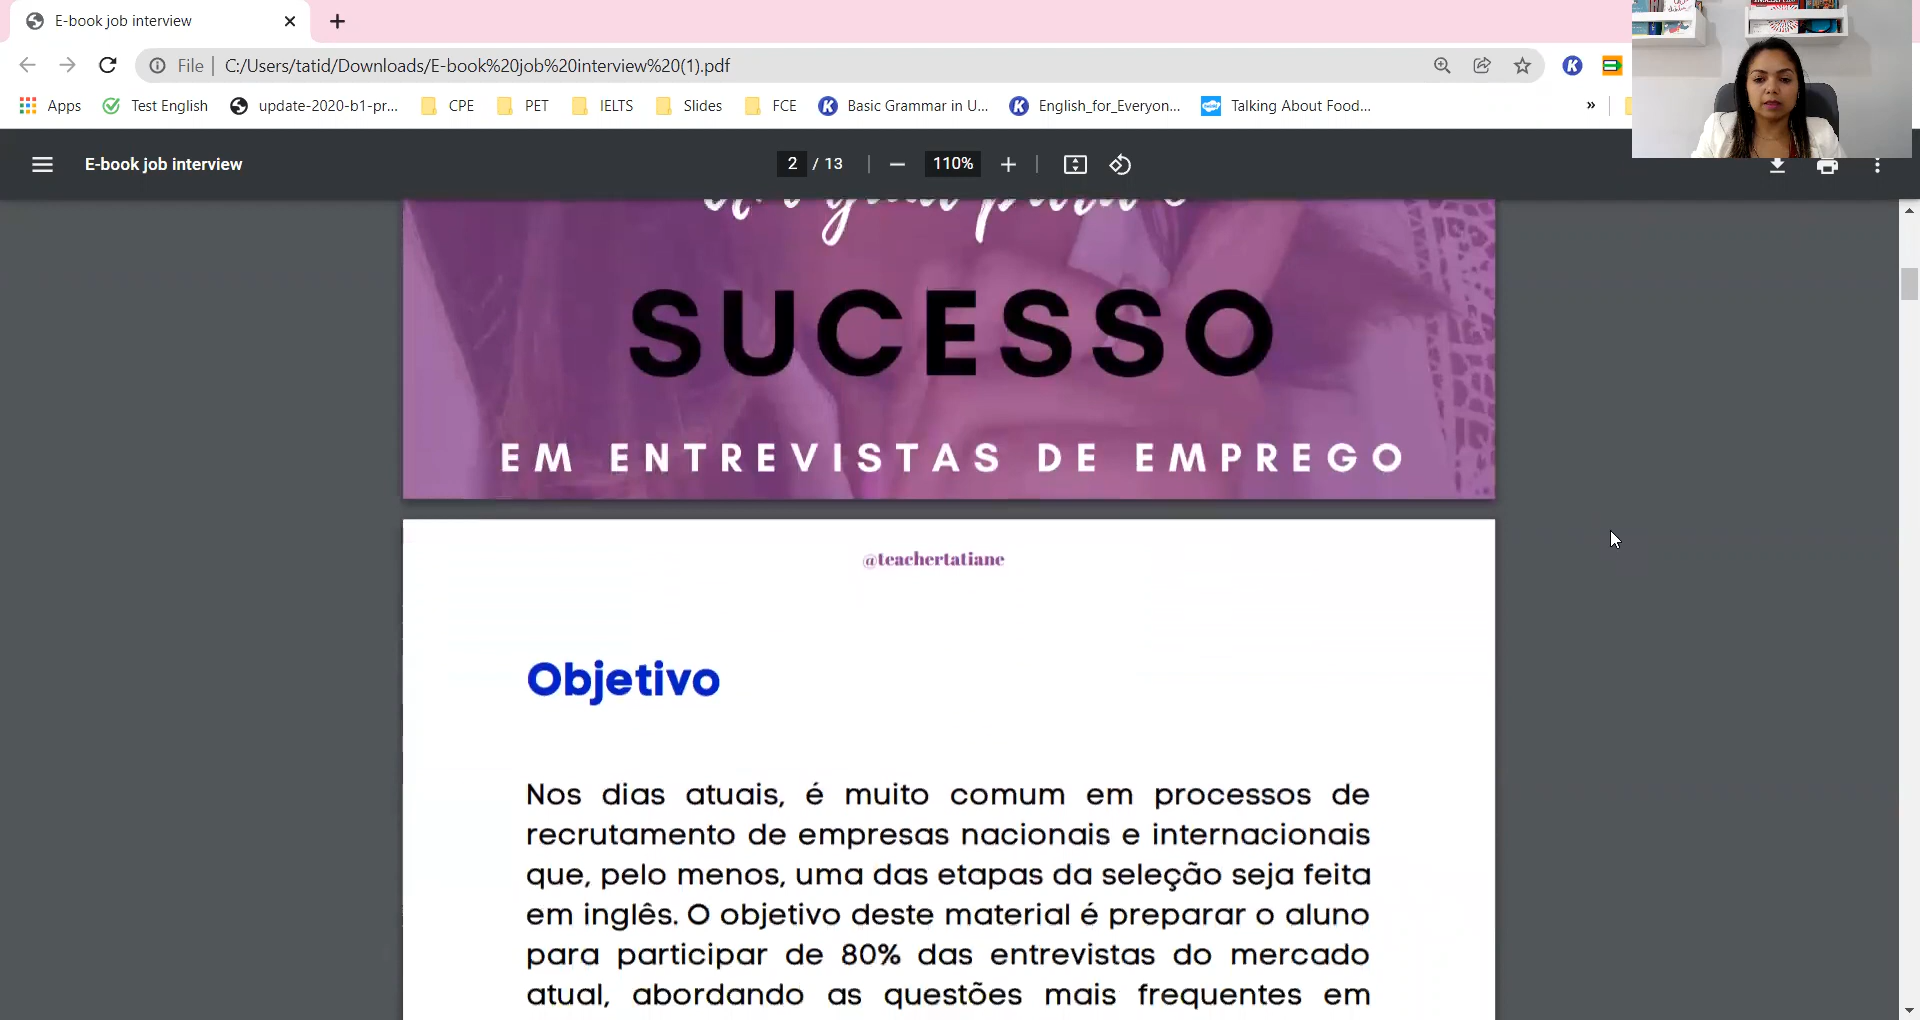 E-book job interview
File
C:/Users/tatid/Downloads/E-book%20job%20interview%20(1).pdf
Apps
Test English
update-2020-b1-pr...
CPE
PET
IELTS
Slides
FCE
Basic Grammar in U...
English_for_Everyon...
Talking About Food...
»
E-book job interview
2 / 13
110%
SUCESSO
EM ENTREVISTAS DE EMPREGO
@teachertatiane
Objetivo
Nos dias atuais, é muito comum em processos de
recrutamento de empresas nacionais e internacionais
que, pelo menos, uma das etapas da seleção seja feita
em inglês. O objetivo deste material é preparar o aluno
para participar de 80% das entrevistas do mercado
atual, abordando as questões mais frequentes em